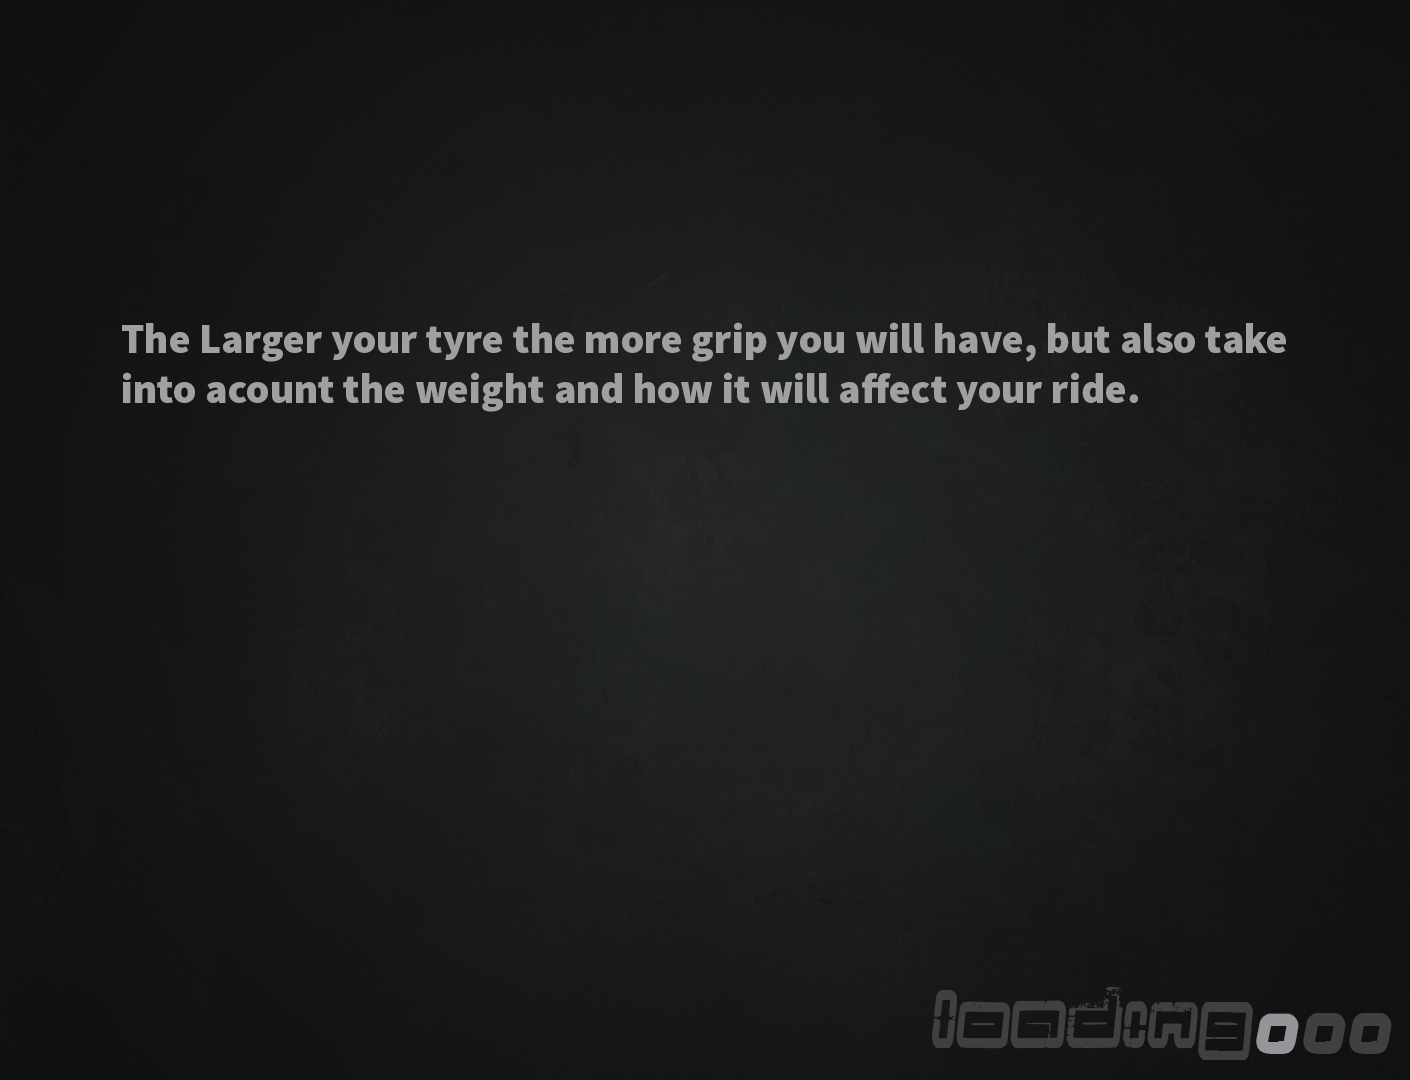 The Larger your tyre the more grip you will have, but also take
into acount the weight and how it will affect your ride.
loading